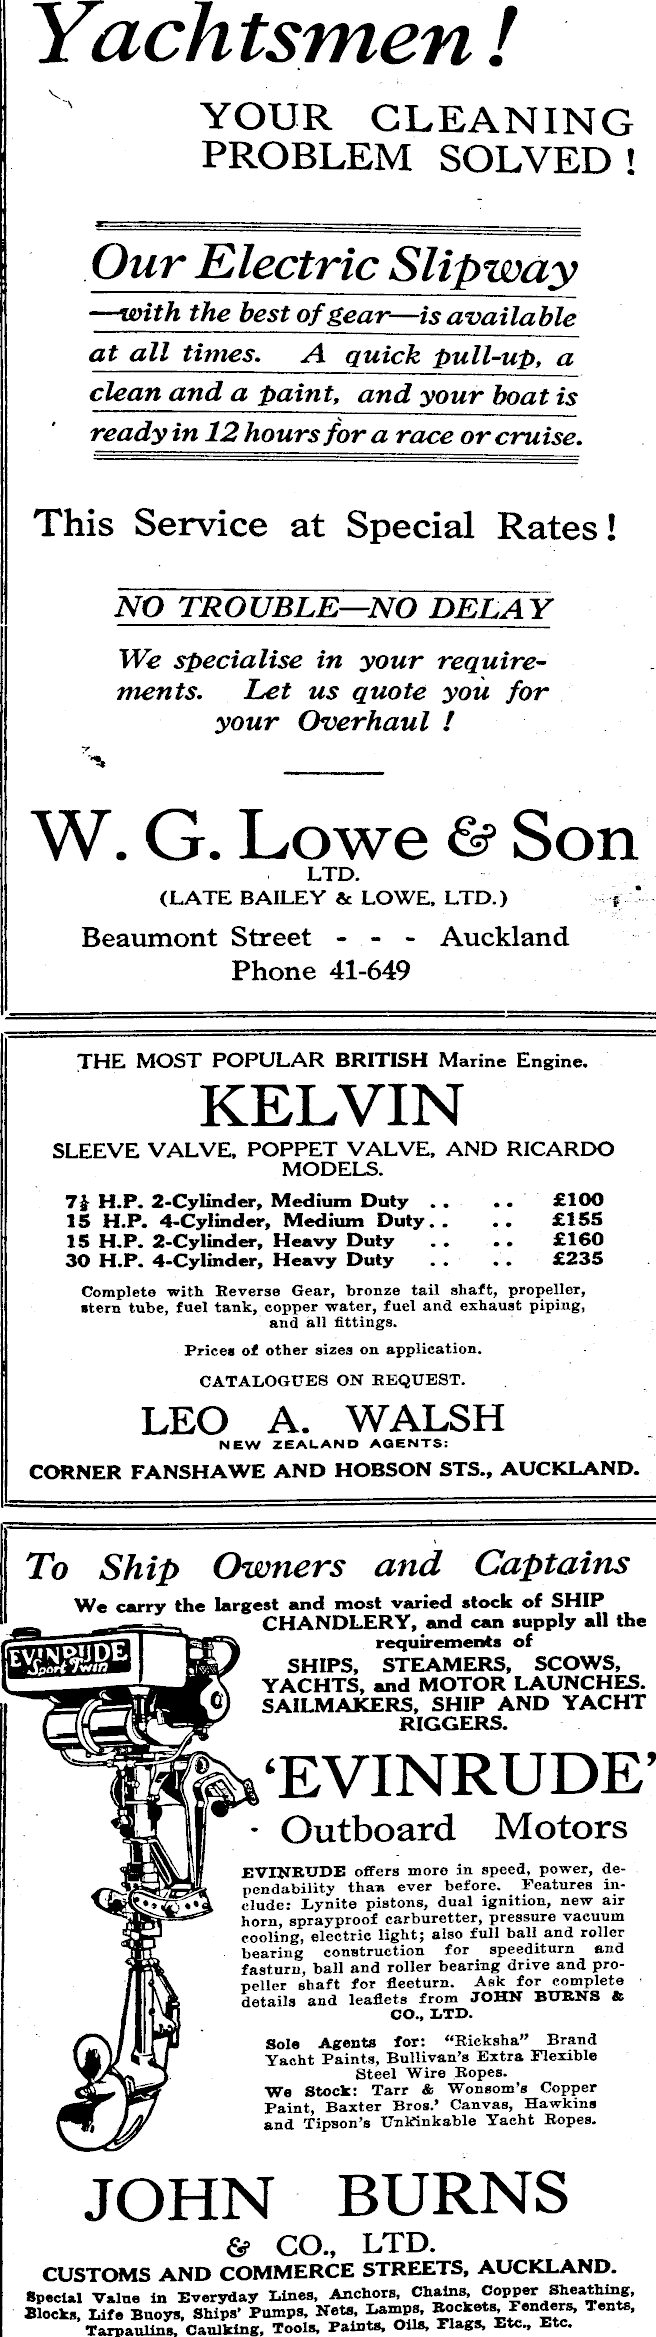 Yachtsmen!
YOUR CLEANING
PROBLEM SOLVED!
Our Electric Slipway
—with the best of gear—is available
at all times. A quick pull-up, a
clean and a paint, and your boat is
ready in 12 hours for a race or cruise.
This Service at Special Rates!
NO TROUBLE—NO DELAY
We specialise in your require-
ments. Let us quote you for
your Overhaul!
W. G. Lowe & Son
LTD.
(LATE BAILEY & LOWE, LTD.)
Beaumont Street - - - Auckland
Phone 41-649
THE MOST POPULAR BRITISH Marine Engine.
KELVIN
SLEEVE VALVE, POPPET VALVE, AND RICARDO
MODELS.
7½ H.P. 2-Cylinder, Medium Duty .. .. £100
15 H.P. 4-Cylinder, Medium Duty.. .. £155
15 H.P. 2-Cylinder, Heavy Duty .. .. £160
30 H.P. 4-Cylinder, Heavy Duty .. .. £235
Complete with Reverse Gear, bronze tail shaft, propeller,
stern tube, fuel tank, copper water, fuel and exhaust piping,
and all fittings.
Prices of other sizes on application.
CATALOGUES ON REQUEST.
LEO A. WALSH
NEW ZEALAND AGENTS:
CORNER FANSHAWE AND HOBSON STS., AUCKLAND.
To Ship Owners and Captains
We carry the largest and most varied stock of SHIP
CHANDLERY, and can supply all the
requirements of
SHIPS, STEAMERS, SCOWS,
YACHTS, and MOTOR LAUNCHES.
SAILMAKERS, SHIP AND YACHT
RIGGERS.
EVINRUDE
Sport Twin
'EVINRUDE'
Outboard Motors
EVINRUDE offers more in speed, power, de-
pendability than ever before. Features in-
clude: Lynite pistons, dual ignition, new air
horn, sprayproof carburetter, pressure vacuum
cooling, electric light; also full ball and roller
bearing construction for speediturn and
fasturn, ball and roller bearing drive and pro-
peller shaft for fleeturn. Ask for complete
details and leaflets from JOHN BURNS &
CO., LTD.
Sole Agents for: "Ricksha" Brand
Yacht Paints, Bullivan's Extra Flexible
Steel Wire Ropes.
We Stock: Tarr & Wonsom's Copper
Paint, Baxter Bros.' Canvas, Hawkins
and Tipson's Unkinkable Yacht Ropes.
JOHN BURNS
& CO., LTD.
CUSTOMS AND COMMERCE STREETS, AUCKLAND.
Special Value in Everyday Lines, Anchors, Chains, Copper Sheathing,
Blocks, Life Buoys, Ships' Pumps, Nets, Lamps, Rockets, Fenders, Tents,
Tarpaulins, Caulking, Tools, Paints, Oils, Flags, Etc., Etc.